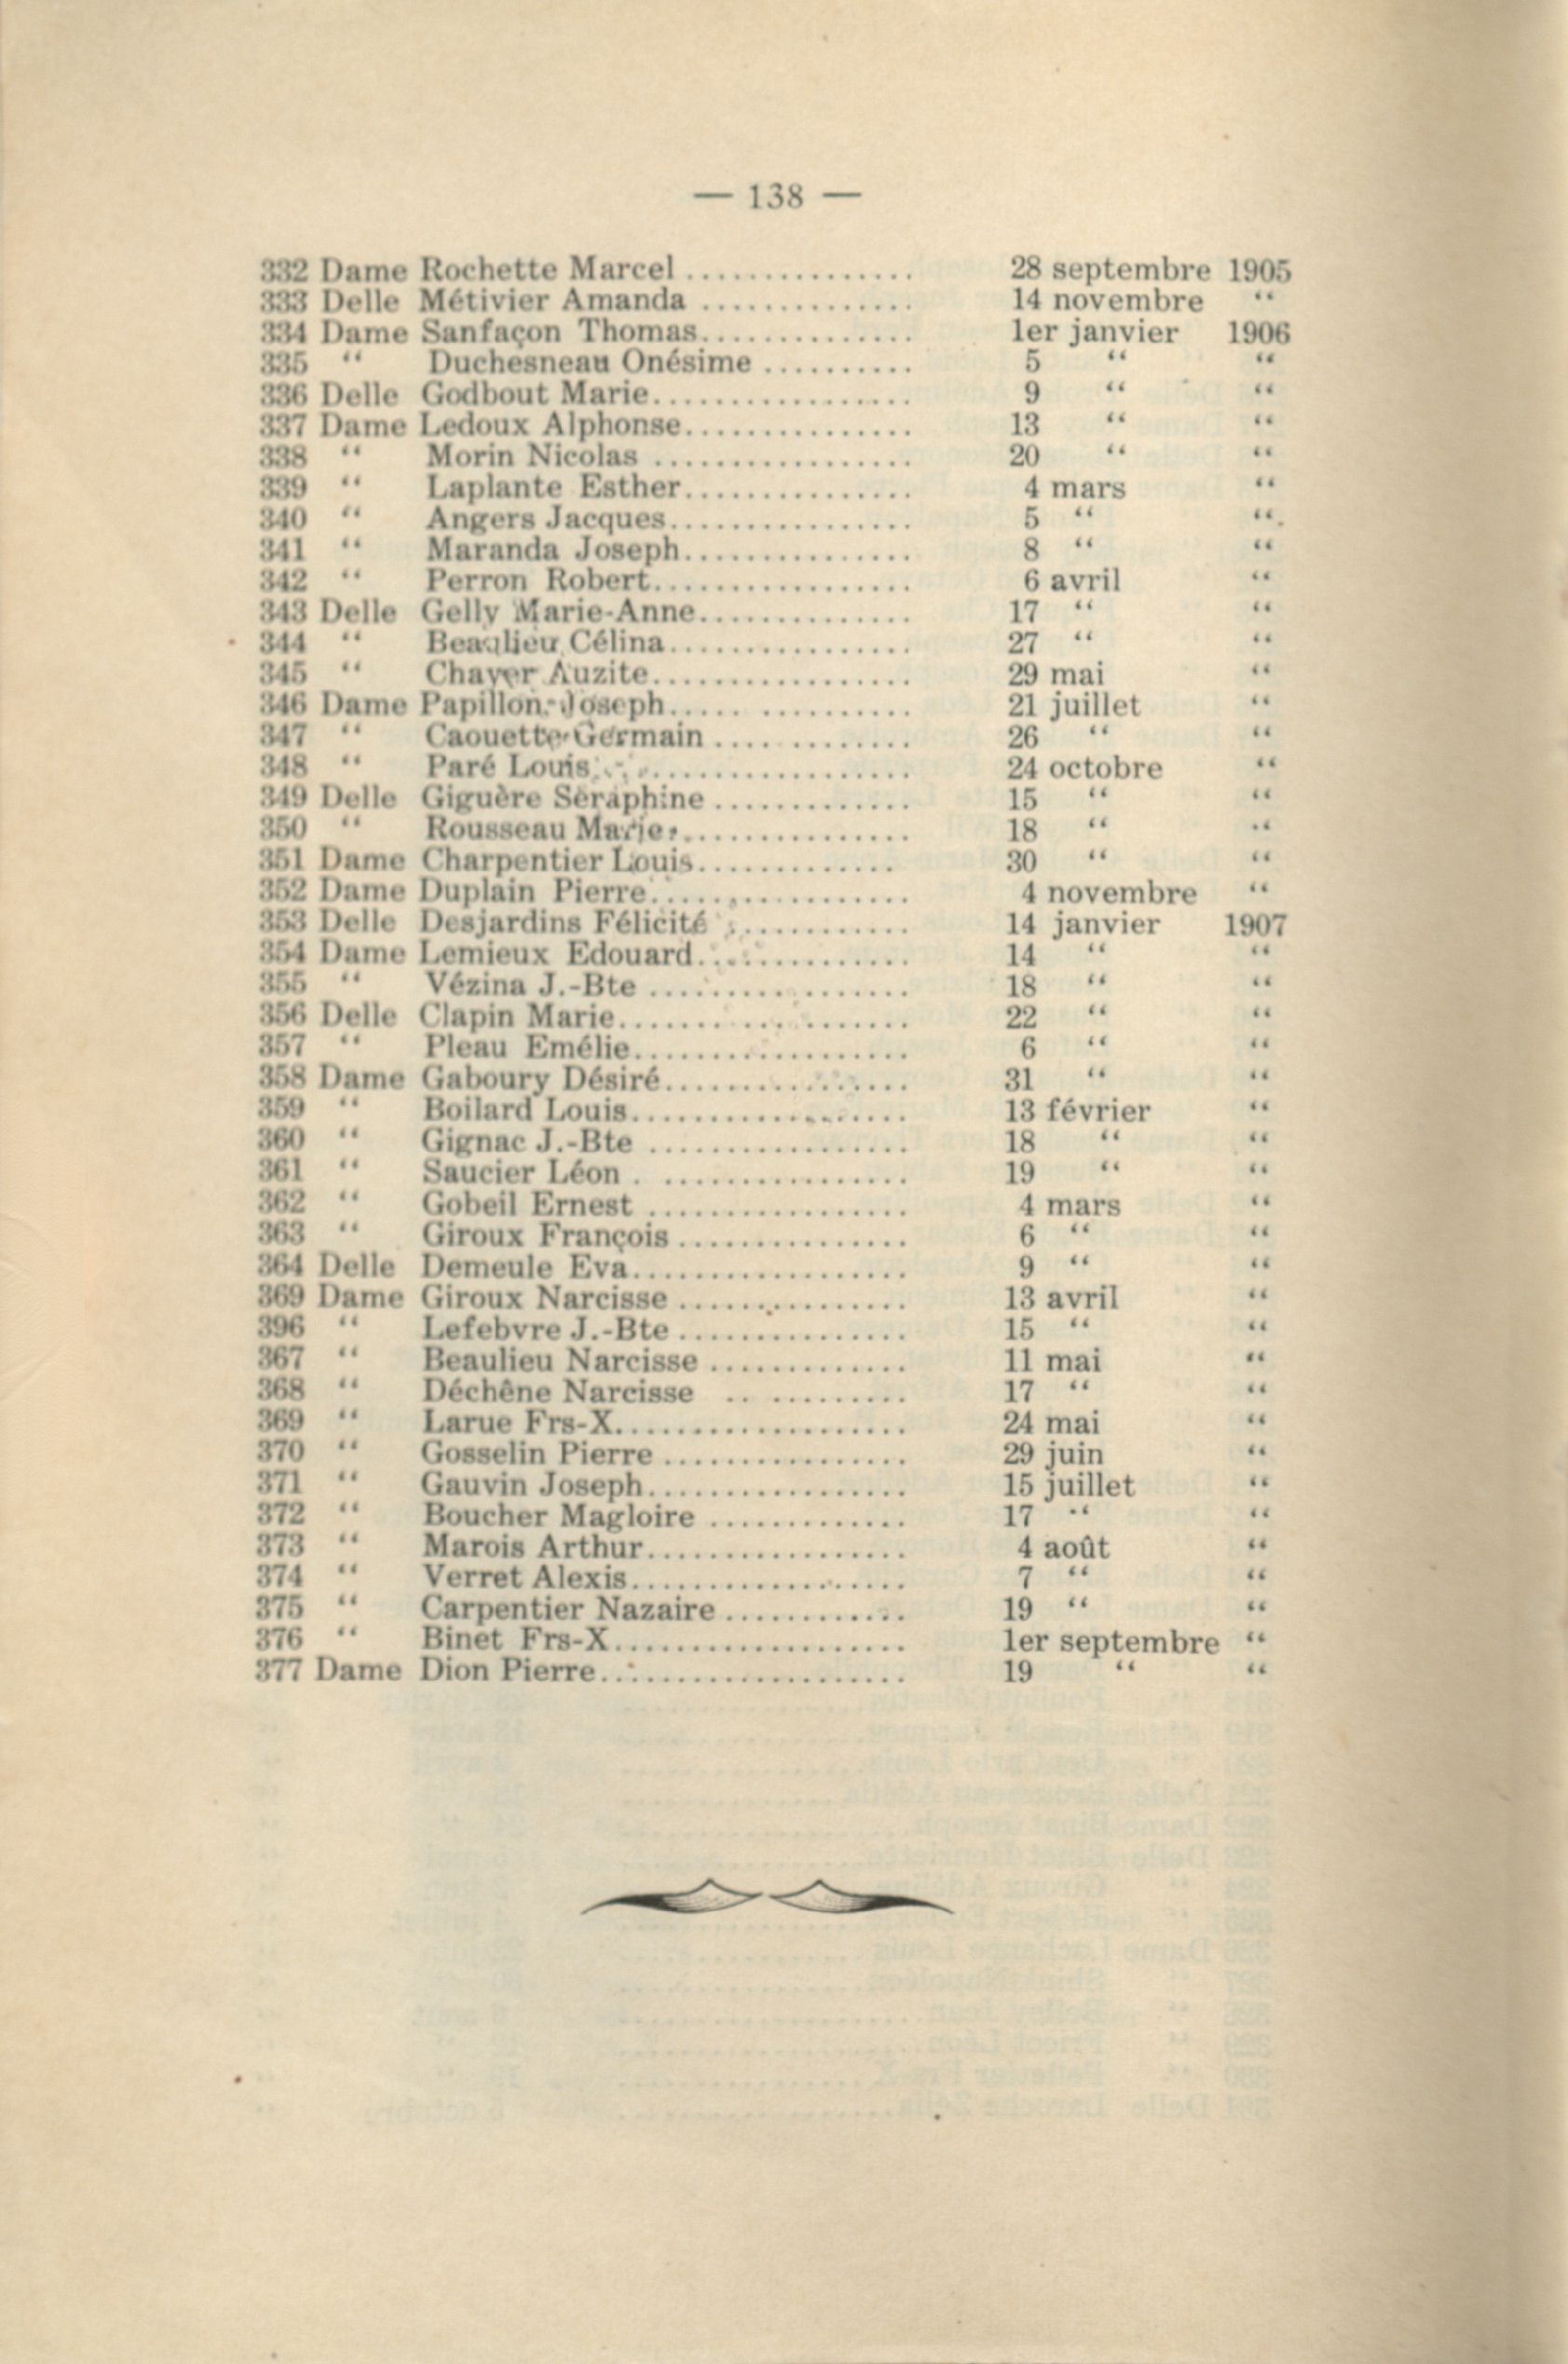 — 138 —
332 Dame Rochette Marcel ............... 28 septembre 1905
333 Delle Métivier Amanda .............. 14 novembre “
334 Dame Sanfaçon Thomas.............. 1er janvier 1906
335 “ Duchesneau Onésime .......... 5 “ “
336 Delle Godbout Marie................. 9 “ “
337 Dame Ledoux Alphonse............... 13 “ “
338 “ Morin Nicolas ................. 20 “ “
339 “ Laplante Esther............... 4 mars “
340 “ Angers Jacques................ 5 “ “
341 “ Maranda Joseph............... 8 “ “
342 “ Perron Robert................. 6 avril “
343 Delle Gelly Marie-Anne.............. 17 “ “
344 “ Beaulieu Célina................ 27 “ “
345 “ Chaver Auzite................. 29 mai “
346 Dame Papillon Joseph..... .......... 21 juillet “
347 “ Caouette Germain ............. 26 “ “
348 “ Paré Louis ................. 24 octobre “
349 Delle Giguère Séraphine ............. 15 “ “
350 “ Rousseau Marie............... 18 “ “
351 Dame Charpentier Louis............. 30 “ “
352 Dame Duplain Pierre................. 4 novembre “
353 Delle Desjardins Félicité ............ 14 janvier 1907
354 Dame Lemieux Edouard.............. 14 “ “
355 “ Vézina J.-Bte ................. 18 “ “
356 Delle Clapin Marie................... 22 “ “
357 “ Pleau Emélie.................. 6 “ “
358 Dame Gaboury Désiré................ 31 “ “
359 “ Boilard Louis.................. 13 février “
360 “ Gignac J.-Bte ................. 18 “ “
361 “ Saucier Léon . ................ 19 “ “
362 “ Gobeil Ernest ................. 4 mars “
363 “ Giroux François ............... 6 “ “
364 Delle Demeule Eva.................. 9 “ “
369 Dame Giroux Narcisse ............... 13 avril “
396 “ Lefebvre J.-Bte ............... 15 “ “
367 “ Beaulieu Narcisse ............. 11 mai “
368 “ Déchêne Narcisse .. ......... 17 “ “
369 “ Larue Frs-X................... 24 mai “
370 “ Gosselin Pierre ................ 29 juin “
371 “ Gauvin Joseph................. 15 juillet “
372 “ Boucher Magloire ............. 17 “ “
373 “ Marois Arthur................. 4 août “
374 “ Verret Alexis.................. 7 “ “
375 “ Carpentier Nazaire ............ 19 “ “
376 “ Binet Frs-X................... 1er septembre “
377 Dame Dion Pierre.................... 19 “ “